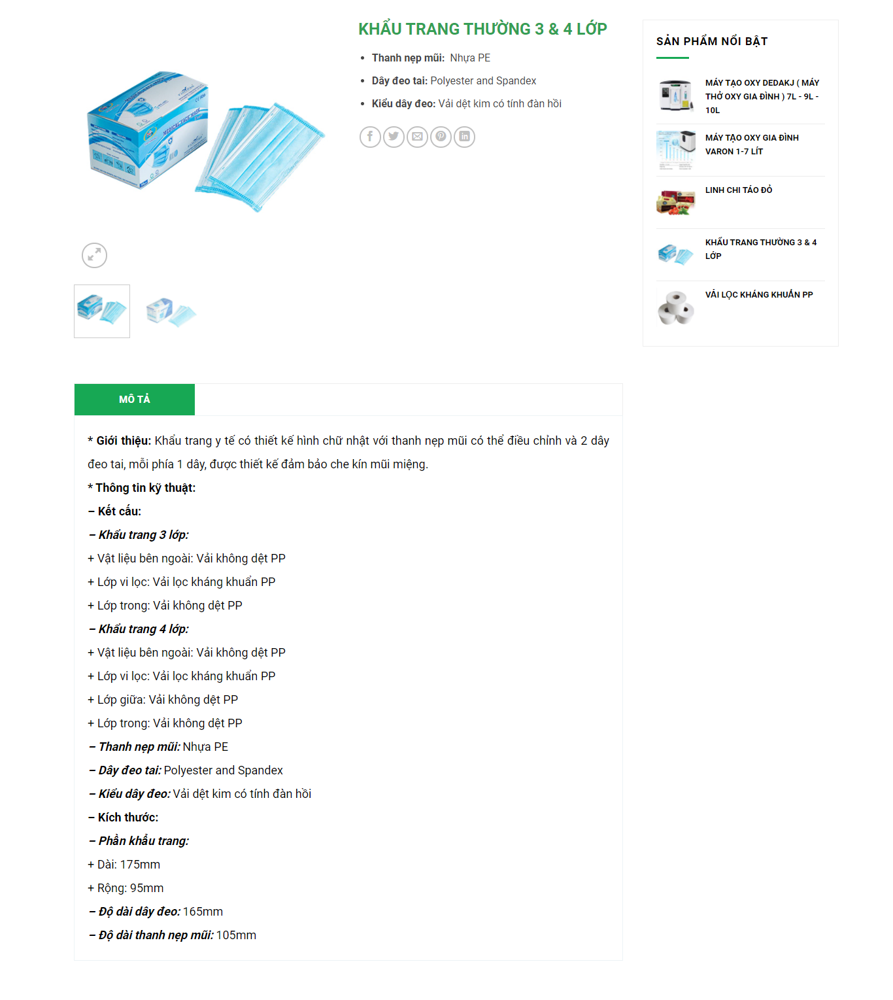 KHẨU TRANG THƯỜNG 3 & 4 LỚP
Thanh nẹp mũi: Nhựa PE
Dây đeo tai: Polyester and Spandex
Kiểu dây đeo: Vải dệt kim có tính đàn hồi
MEDICAL FACE MASK
SẢN PHẨM NỔI BẬT
MÁY TẠO OXY DEDAKJ ( MÁY
THỞ OXY GIA ĐÌNH ) 7L - 9L -
10L
MÁY TẠO OXY GIA ĐÌNH
VARON 1-7 LÍT
LINH CHI TÁO ĐỎ
KHẨU TRANG THƯỜNG 3 & 4
LỚP
VẢI LỌC KHÁNG KHUẨN PP
MÔ TẢ
* Giới thiệu: Khẩu trang y tế có thiết kế hình chữ nhật với thanh nẹp mũi có thể điều chỉnh và 2 dây
đeo tai, mỗi phía 1 dây, được thiết kế đảm bảo che kín mũi miệng.
* Thông tin kỹ thuật:
– Kết cấu:
– Khẩu trang 3 lớp:
+ Vật liệu bên ngoài: Vải không dệt PP
+ Lớp vi lọc: Vải lọc kháng khuẩn PP
+ Lớp trong: Vải không dệt PP
– Khẩu trang 4 lớp:
+ Vật liệu bên ngoài: Vải không dệt PP
+ Lớp vi lọc: Vải lọc kháng khuẩn PP
+ Lớp giữa: Vải không dệt PP
+ Lớp trong: Vải không dệt PP
– Thanh nẹp mũi: Nhựa PE
– Dây đeo tai: Polyester and Spandex
– Kiểu dây đeo: Vải dệt kim có tính đàn hồi
– Kích thước:
– Phần khẩu trang:
+ Dài: 175mm
+ Rộng: 95mm
– Độ dài dây đeo: 165mm
– Độ dài thanh nẹp mũi: 105mm